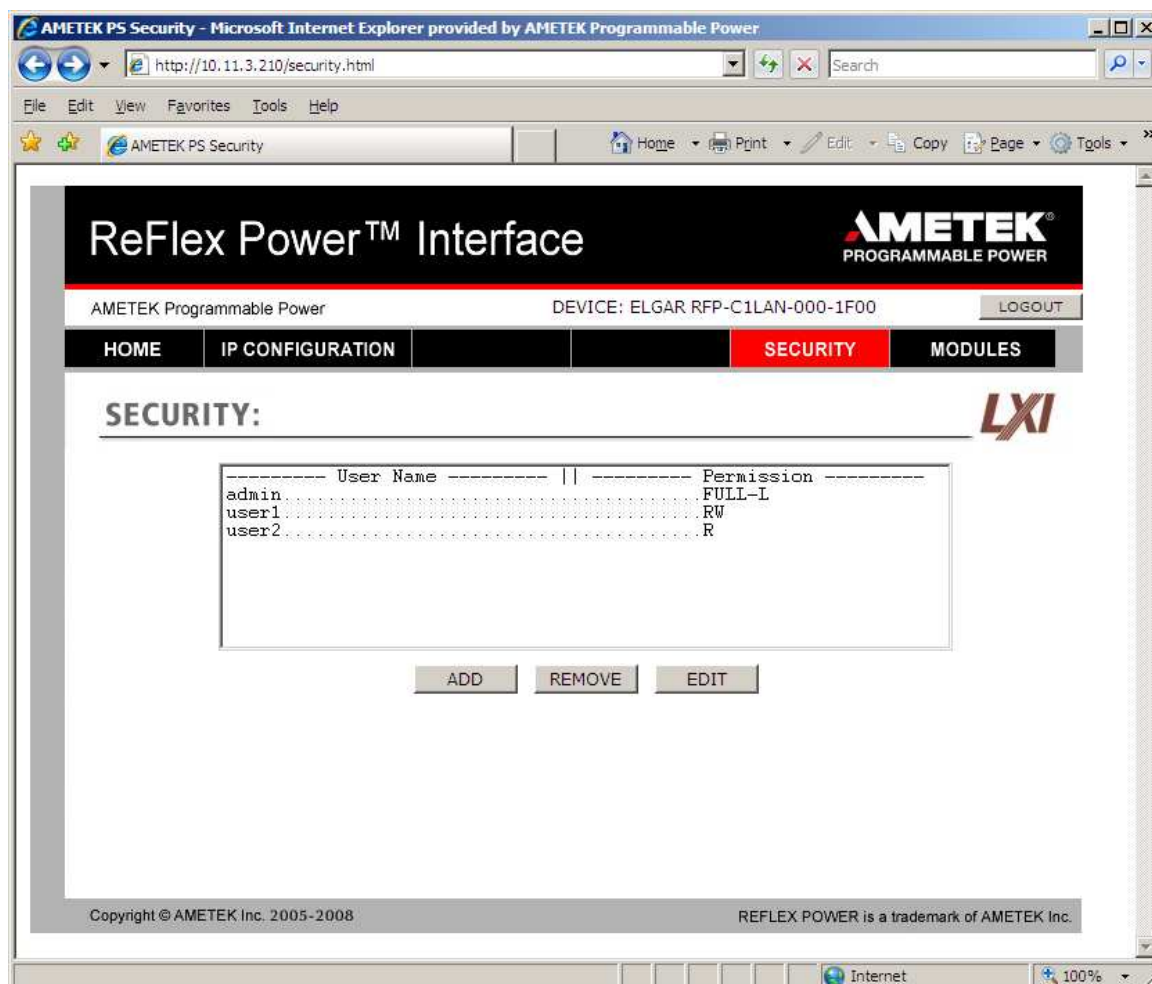 AMETEK PS Security - Microsoft Internet Explorer provided by AMETEK Programmable Power
http://10.11.3.210/security.html
Search
File Edit View Favorites Tools Help
AMETEK PS Security
Home Print Edit Copy Page Tools »
ReFlex Power™ Interface
AMETEK®
PROGRAMMABLE POWER
AMETEK Programmable Power
DEVICE: ELGAR RFP-C1LAN-000-1F00
LOGOUT
HOME IP CONFIGURATION SECURITY MODULES
SECURITY:
LXI
--------- User Name --------- || --------- Permission ---------
admin......................................FULL-L
user1......................................RW
user2......................................R
ADD REMOVE EDIT
Copyright © AMETEK Inc. 2005-2008
REFLEX POWER is a trademark of AMETEK Inc.
Internet
100%